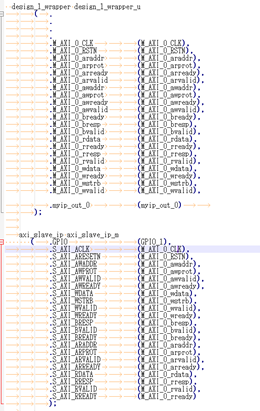 design_1_wrapper design_1_wrapper_u
( .
.
.
.
.M_AXI_0_CLK (M_AXI_0_CLK),
.M_AXI_0_RSTN (M_AXI_0_RSTN),
.M_AXI_0_araddr (M_AXI_0_araddr),
.M_AXI_0_arprot (M_AXI_0_arprot),
.M_AXI_0_arready (M_AXI_0_arready),
.M_AXI_0_arvalid (M_AXI_0_arvalid),
.M_AXI_0_awaddr (M_AXI_0_awaddr),
.M_AXI_0_awprot (M_AXI_0_awprot),
.M_AXI_0_awready (M_AXI_0_awready),
.M_AXI_0_awvalid (M_AXI_0_awvalid),
.M_AXI_0_bready (M_AXI_0_bready),
.M_AXI_0_bresp (M_AXI_0_bresp),
.M_AXI_0_bvalid (M_AXI_0_bvalid),
.M_AXI_0_rdata (M_AXI_0_rdata),
.M_AXI_0_rready (M_AXI_0_rready),
.M_AXI_0_rresp (M_AXI_0_rresp),
.M_AXI_0_rvalid (M_AXI_0_rvalid),
.M_AXI_0_wdata (M_AXI_0_wdata),
.M_AXI_0_wready (M_AXI_0_wready),
.M_AXI_0_wstrb (M_AXI_0_wstrb),
.M_AXI_0_wvalid (M_AXI_0_wvalid),
.myip_out_0 (myip_out_0)
);
axi_slave_ip axi_slave_ip_m
( .GPIO (GPIO_1),
.S_AXI_ACLK (M_AXI_0_CLK),
.S_AXI_ARESETN (M_AXI_0_RSTN),
.S_AXI_AWADDR (M_AXI_0_awaddr),
.S_AXI_AWPROT (M_AXI_0_awprot),
.S_AXI_AWVALID (M_AXI_0_awvalid),
.S_AXI_AWREADY (M_AXI_0_awready),
.S_AXI_WDATA (M_AXI_0_wdata),
.S_AXI_WSTRB (M_AXI_0_wstrb),
.S_AXI_WVALID (M_AXI_0_wvalid),
.S_AXI_WREADY (M_AXI_0_wready),
.S_AXI_BRESP (M_AXI_0_bresp),
.S_AXI_BVALID (M_AXI_0_bvalid),
.S_AXI_BREADY (M_AXI_0_bready),
.S_AXI_ARADDR (M_AXI_0_araddr),
.S_AXI_ARPROT (M_AXI_0_arprot),
.S_AXI_ARVALID (M_AXI_0_arvalid),
.S_AXI_ARREADY (M_AXI_0_arready),
.S_AXI_RDATA (M_AXI_0_rdata),
.S_AXI_RRESP (M_AXI_0_rresp),
.S_AXI_RVALID (M_AXI_0_rvalid),
.S_AXI_RREADY (M_AXI_0_rready)
);